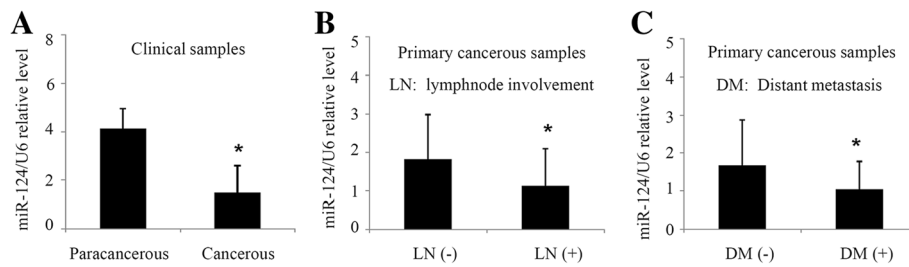 A
Clinical samples
miR-124/U6 relative level
8
6
4
2
0
Paracancerous Cancerous
*
B
Primary cancerous samples
LN: lymphnode involvement
miR-124/U6 relative level
5
4
3
2
1
0
LN (-) LN (+)
*
C
Primary cancerous samples
DM: Distant metastasis
miR-124/U6 relative level
5
4
3
2
1
0
DM (-) DM (+)
*